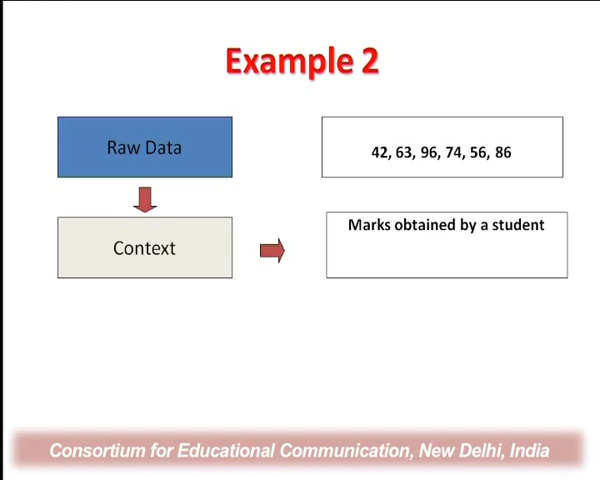 Example 2
Raw Data
42, 63, 96, 74, 56, 86
Context
Marks obtained by a student
Consortium for Educational Communication, New Delhi, India